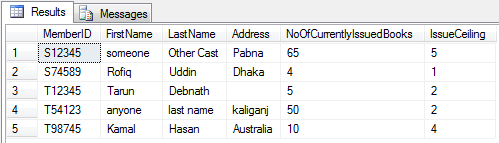 Results Messages
MemberID FirstName LastName Address NoOfCurrentlyIssuedBooks IssueCeiling
1 S12345 someone Other Cast Pabna 65 5
2 S74589 Rofiq Uddin Dhaka 4 1
3 T12345 Tarun Debnath 5 2
4 T54123 anyone last name kaliganj 50 2
5 T98745 Kamal Hasan Australia 10 4